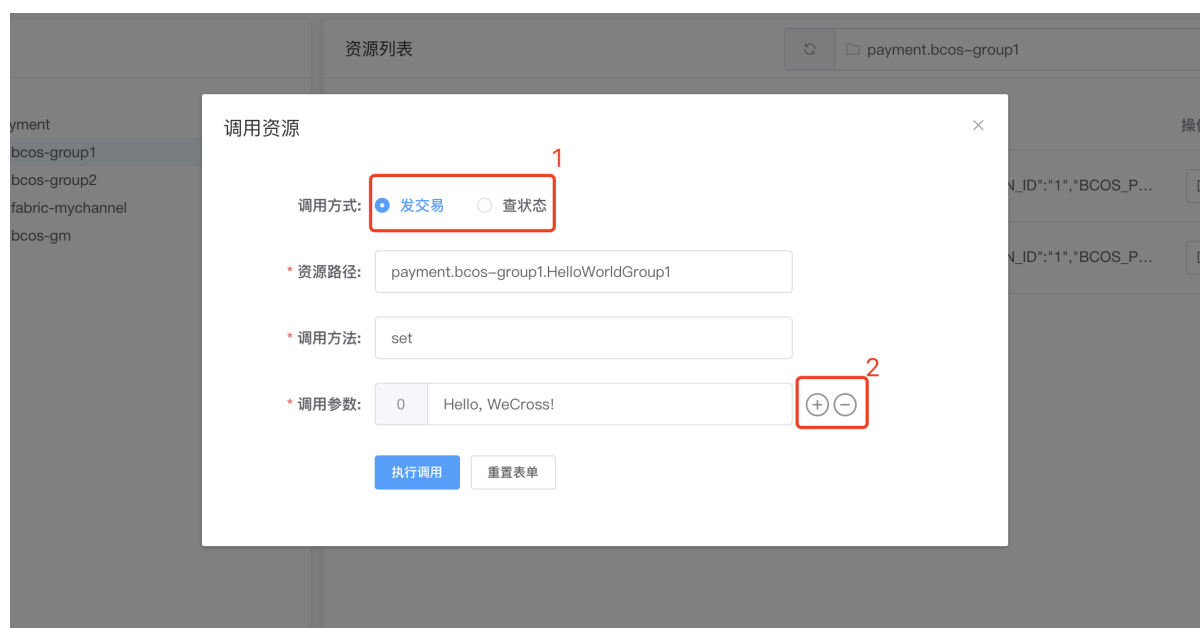 资源列表
payment.bcos-group1
yment
bcos-group1
bcos-group2
fabric-mychannel
bcos-gm
N_ID":"1","BCOS_P...
N_ID":"1","BCOS_P...
调用资源
1
调用方式:
发交易
查状态
* 资源路径:
payment.bcos-group1.HelloWorldGroup1
* 调用方法:
set
2
* 调用参数:
0
Hello, WeCross!
执行调用
重置表单